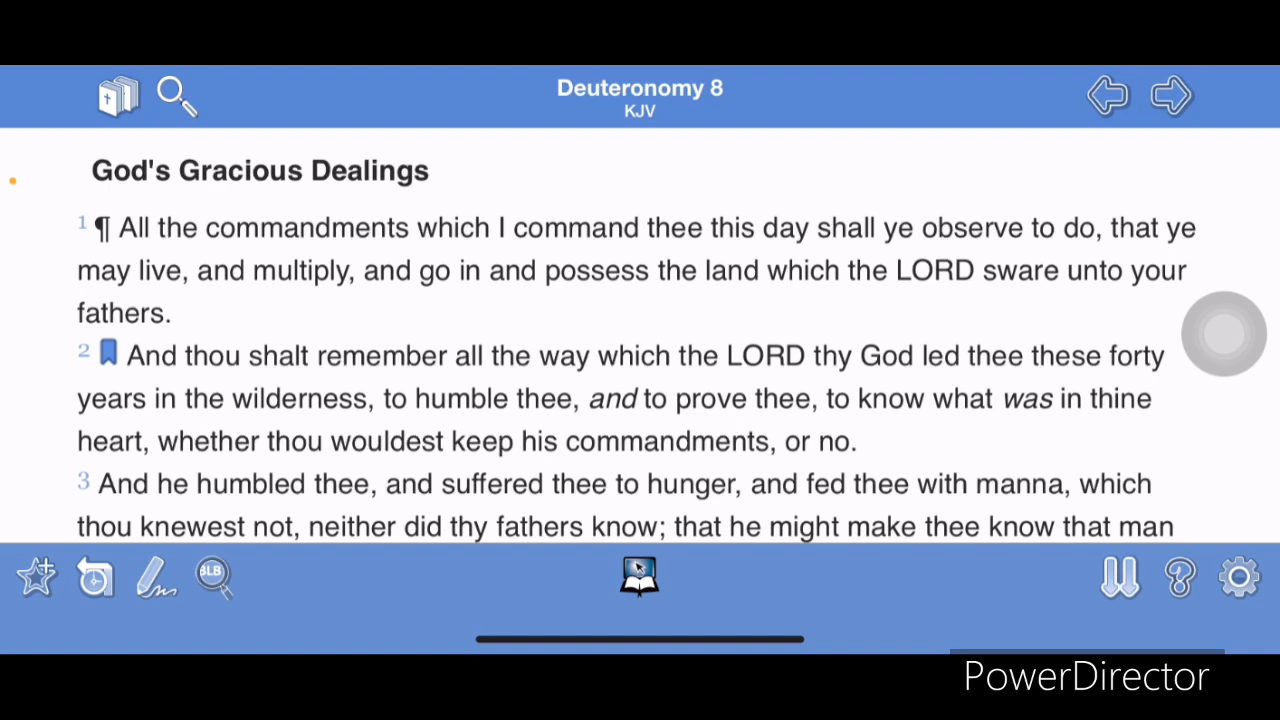 Deuteronomy 8
KJV
God's Gracious Dealings
1 ¶ All the commandments which I command thee this day shall ye observe to do, that ye
may live, and multiply, and go in and possess the land which the LORD sware unto your
fathers.
2 And thou shalt remember all the way which the LORD thy God led thee these forty
years in the wilderness, to humble thee, and to prove thee, to know what was in thine
heart, whether thou wouldest keep his commandments, or no.
3 And he humbled thee, and suffered thee to hunger, and fed thee with manna, which
thou knewest not, neither did thy fathers know; that he might make thee know that man
BLB
PowerDirector